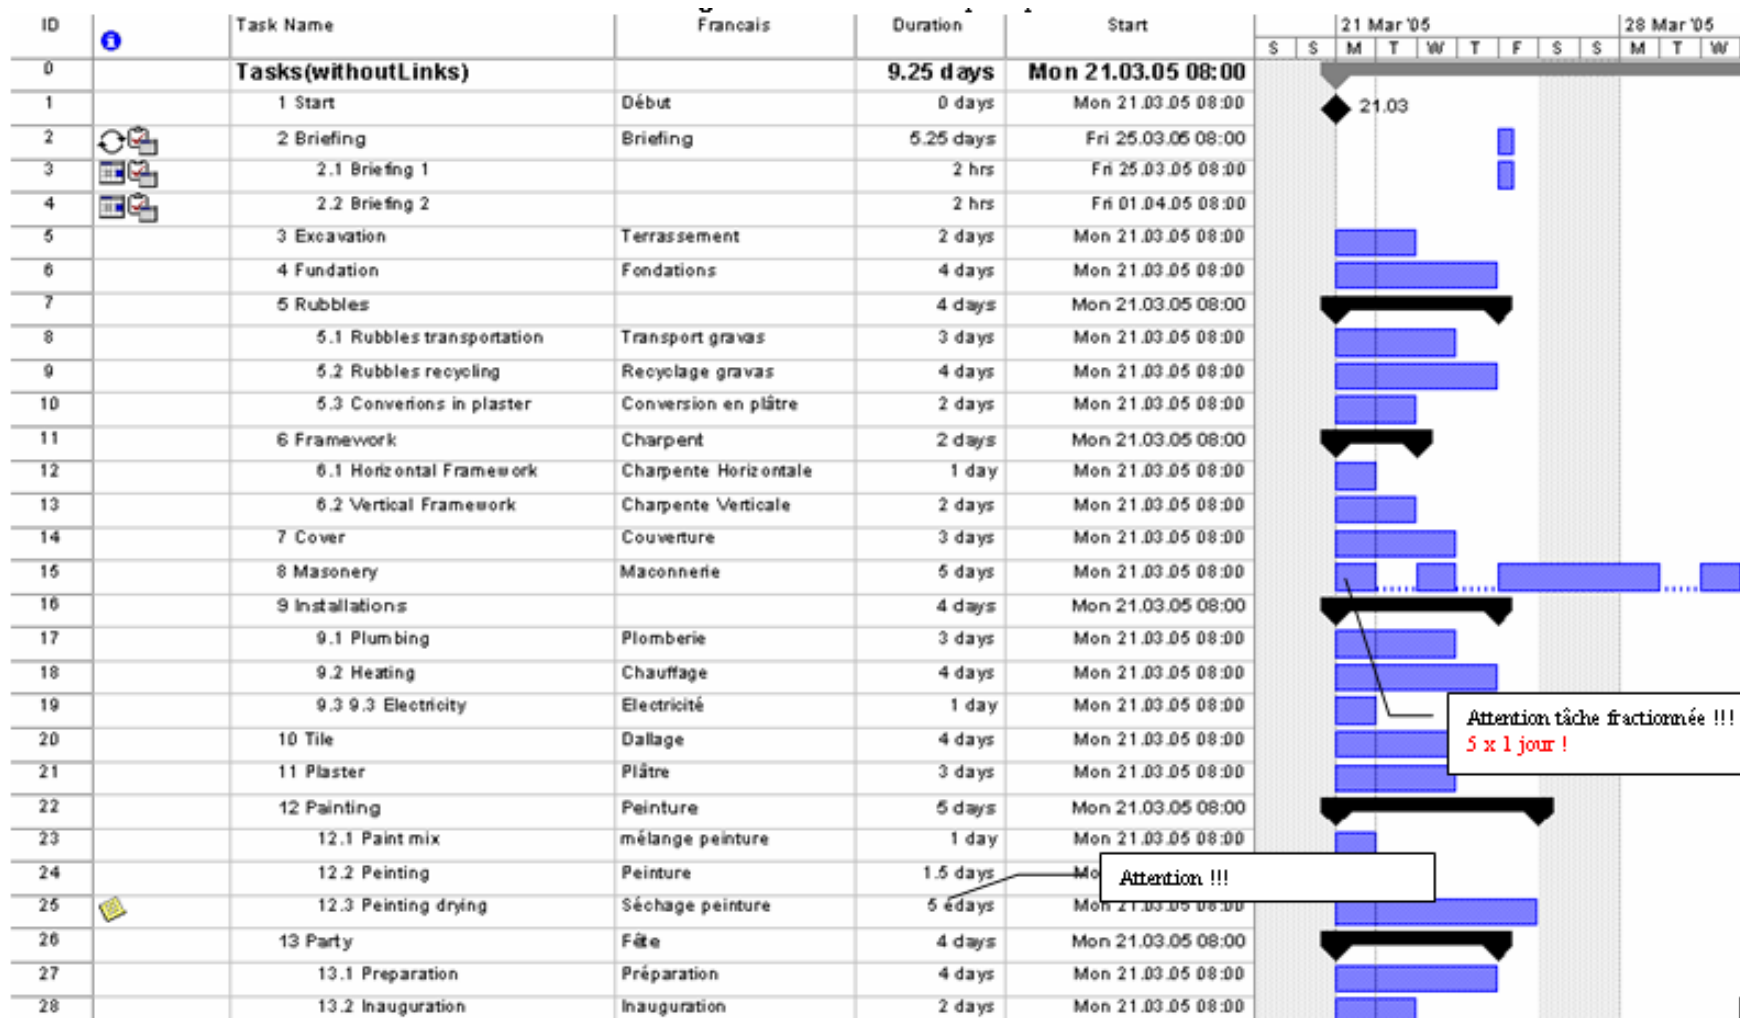 ID Task Name Francais Duration Start 21 Mar '05 28 Mar '05
S S M T W T F S S M T W
0 Tasks(withoutLinks) 9.25 days Mon 21.03.05 08:00
1 1 Start Début 0 days Mon 21.03.05 08:00 21.03
2 2 Briefing Briefing 5.25 days Fri 25.03.05 08:00
3 2.1 Briefing 1 2 hrs Fri 25.03.05 08:00
4 2.2 Briefing 2 2 hrs Fri 01.04.05 08:00
5 3 Excavation Terrassement 2 days Mon 21.03.05 08:00
6 4 Fundation Fondations 4 days Mon 21.03.05 08:00
7 5 Rubbles 4 days Mon 21.03.05 08:00
8 5.1 Rubbles transportation Transport gravas 3 days Mon 21.03.05 08:00
9 5.2 Rubbles recycling Recyclage gravas 4 days Mon 21.03.05 08:00
10 5.3 Converions in plaster Conversion en plâtre 2 days Mon 21.03.05 08:00
11 6 Framework Charpent 2 days Mon 21.03.05 08:00
12 6.1 Horizontal Framework Charpente Horizontale 1 day Mon 21.03.05 08:00
13 6.2 Vertical Framework Charpente Verticale 2 days Mon 21.03.05 08:00
14 7 Cover Couverture 3 days Mon 21.03.05 08:00
15 8 Masonery Maconnerie 5 days Mon 21.03.05 08:00
16 9 Installations 4 days Mon 21.03.05 08:00
17 9.1 Plumbing Plomberie 3 days Mon 21.03.05 08:00
18 9.2 Heating Chauffage 4 days Mon 21.03.05 08:00
19 9.3 9.3 Electricity Electricité 1 day Mon 21.03.05 08:00
Attention tâche fractionnée !!!
5 x 1 jour !
20 10 Tile Dallage 4 days Mon 21.03.05 08:00
21 11 Plaster Plâtre 3 days Mon 21.03.05 08:00
22 12 Painting Peinture 5 days Mon 21.03.05 08:00
23 12.1 Paint mix mélange peinture 1 day Mon 21.03.05 08:00
24 12.2 Peinting Peinture 1.5 days Mo
Attention !!!
25 12.3 Peinting drying Séchage peinture 5 edays Mon 21.03.05 08:00
26 13 Party Fête 4 days Mon 21.03.05 08:00
27 13.1 Preparation Préparation 4 days Mon 21.03.05 08:00
28 13.2 Inauguration Inauguration 2 days Mon 21.03.05 08:00